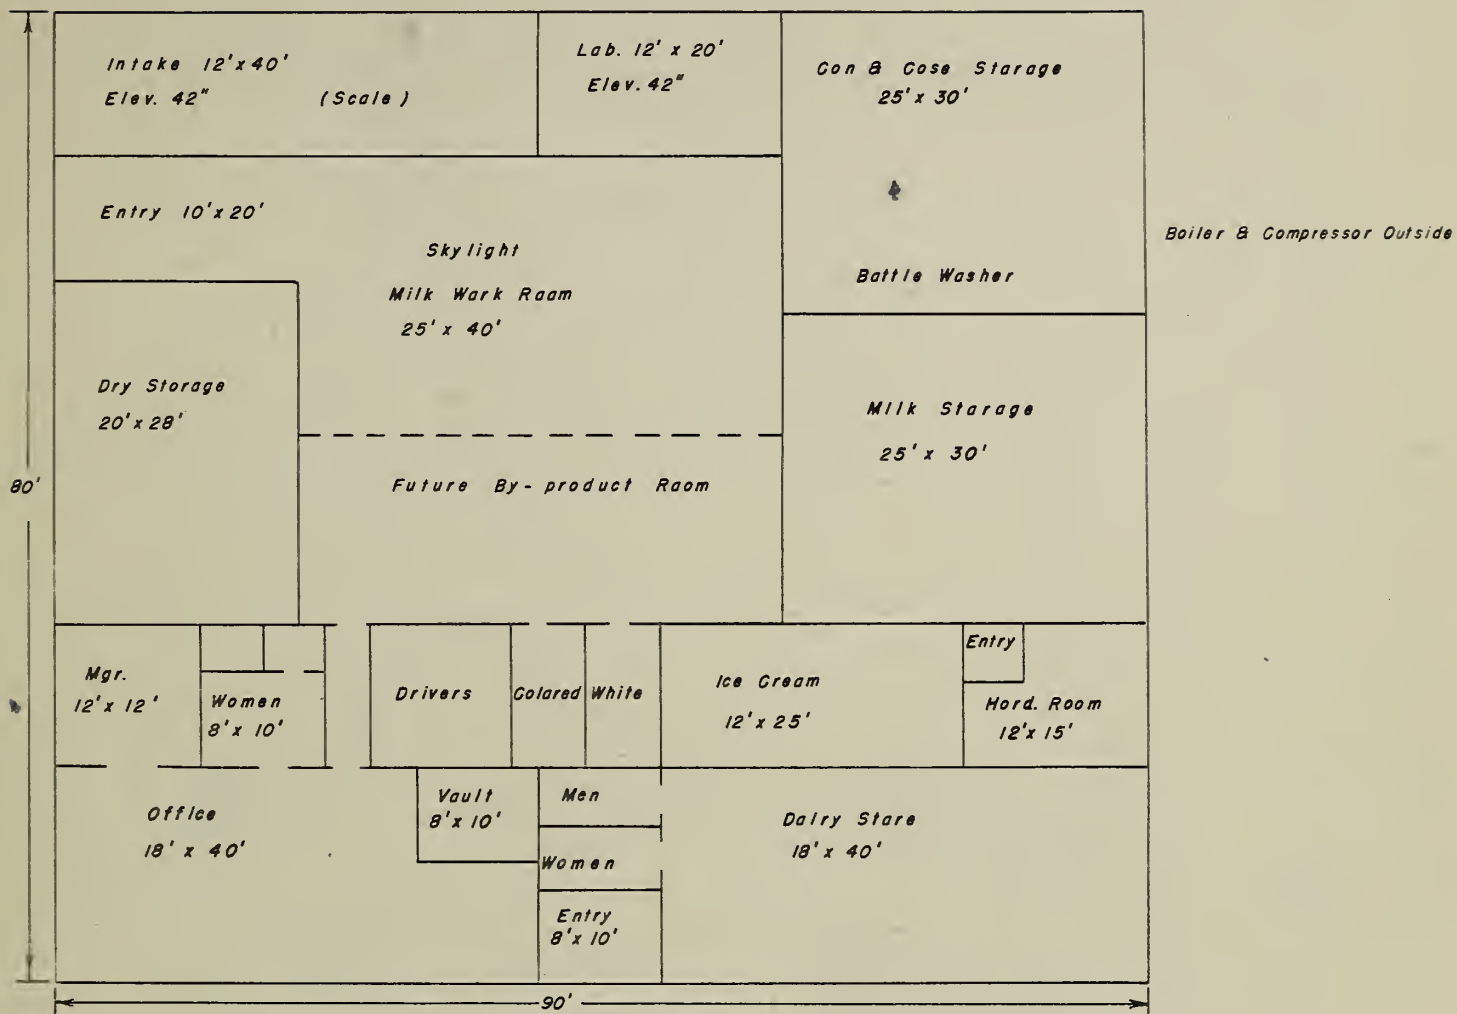 Intake 12'x40'
Elev. 42" (Scale)
Lab. 12' x 20'
Elev. 42"
Can & Case Storage
25' x 30'
Entry 10'x20'
Skylight
Milk Work Room
25' x 40'
Bottle Washer
Boiler & Compressor Outside
Dry Storage
20'x28'
Milk Storage
25' x 30'
80'
Future By-product Room
Mgr.
12'x 12'
Women
8'x 10'
Drivers
Colored
White
Ice Cream
12'x 25'
Entry
Hard. Room
12'x 15'
Office
18' x 40'
Vault
8'x 10'
Men
Women
Entry
8'x 10'
Dairy Store
18'x 40'
90'